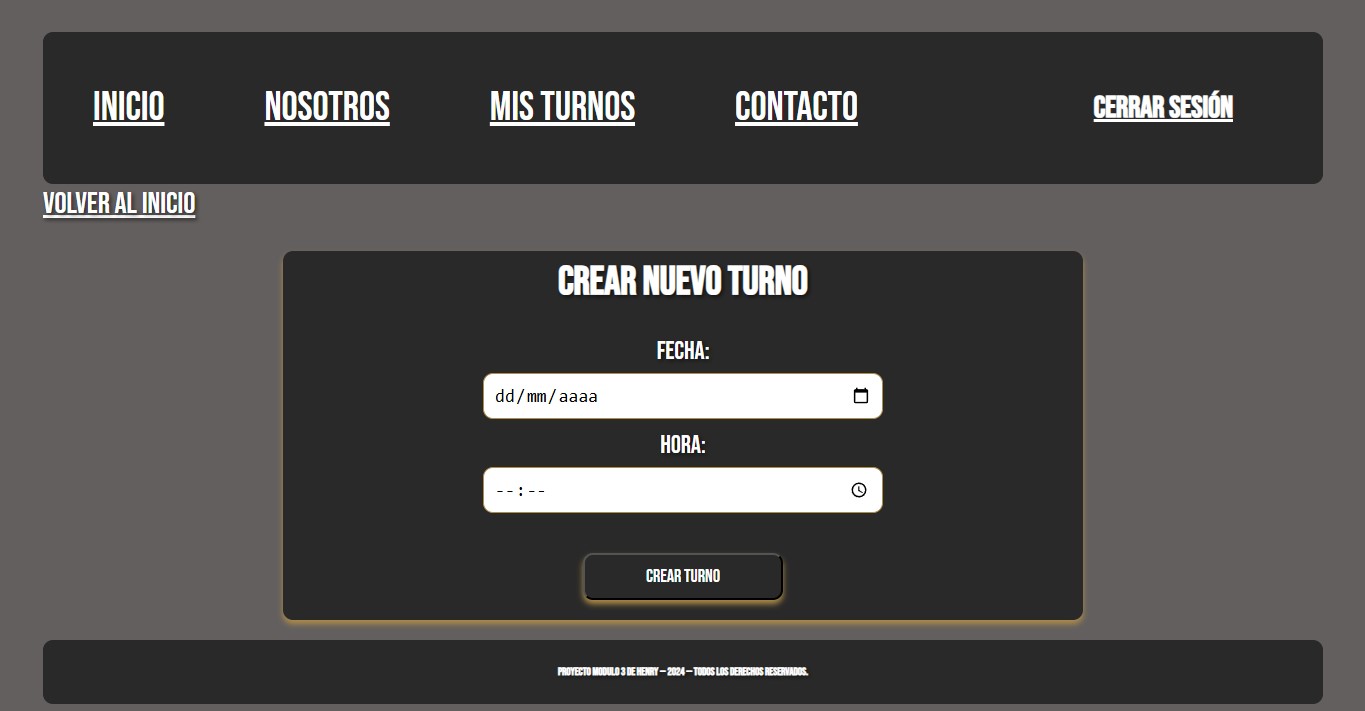 INICIO NOSOTROS MIS TURNOS CONTACTO CERRAR SESIÓN
VOLVER AL INICIO
CREAR NUEVO TURNO
FECHA:
dd/mm/aaaa
HORA:
--:--
CREAR TURNO
PROYECTO MODULO 3 DE HENRY — 2024 — TODOS LOS DERECHOS RESERVADOS.